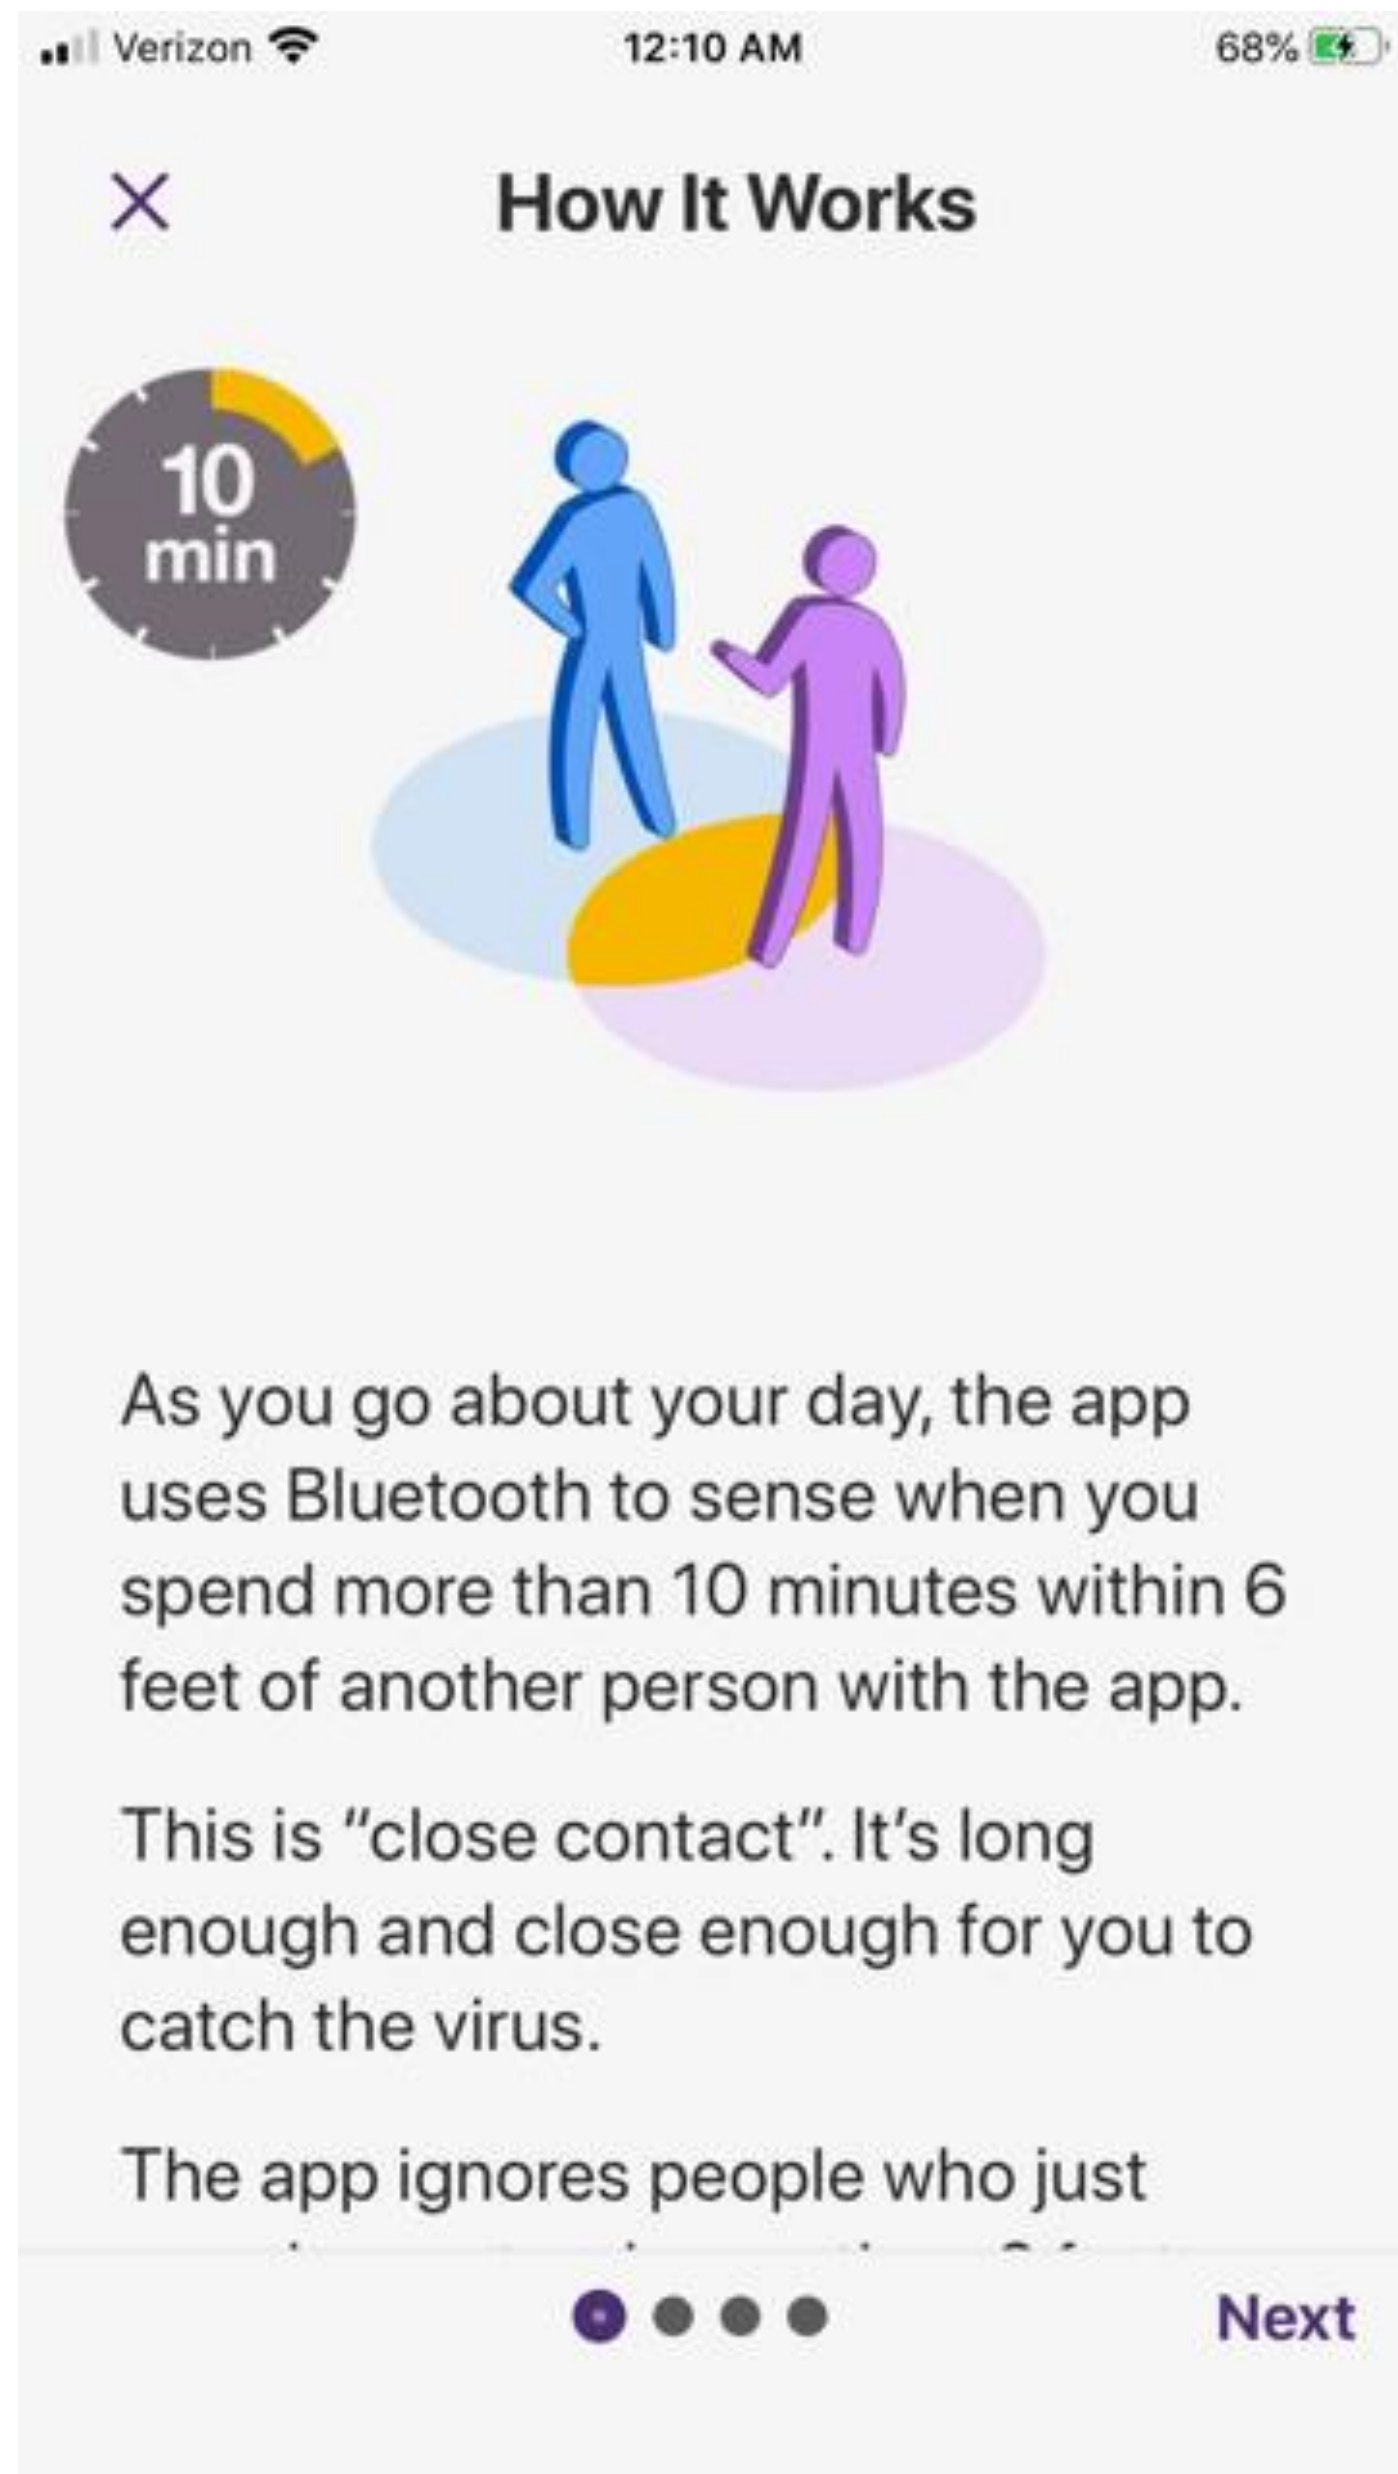 Verizon 12:10 AM 68%
How It Works
10
min
As you go about your day, the app
uses Bluetooth to sense when you
spend more than 10 minutes within 6
feet of another person with the app.
This is “close contact”. It’s long
enough and close enough for you to
catch the virus.
The app ignores people who just
Next